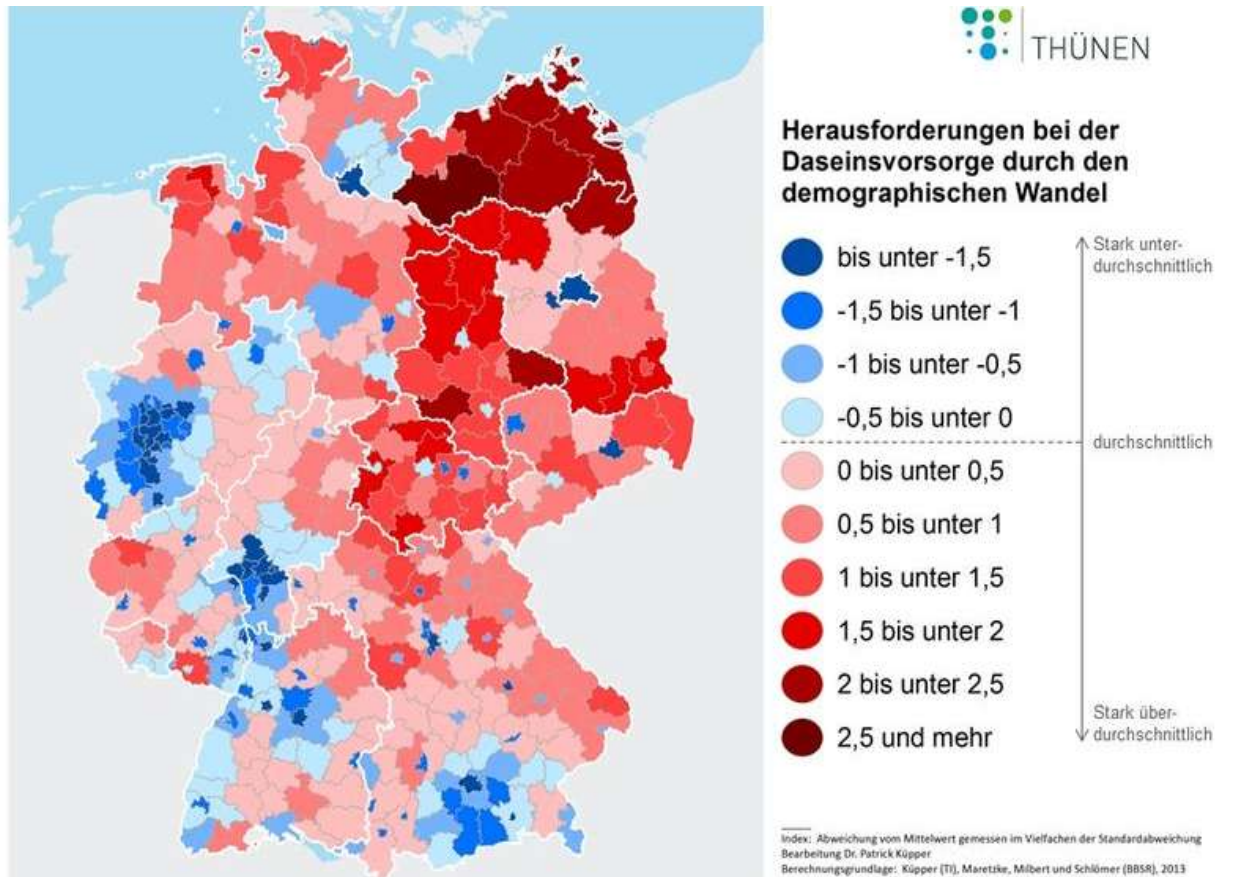 THÜNEN
Herausforderungen bei der
Daseinsvorsorge durch den
demographischen Wandel
bis unter -1,5
-1,5 bis unter -1
-1 bis unter -0,5
-0,5 bis unter 0
0 bis unter 0,5
0,5 bis unter 1
1 bis unter 1,5
1,5 bis unter 2
2 bis unter 2,5
2,5 und mehr
Stark unter-
durchschnittlich
durchschnittlich
Stark über-
durchschnittlich
Index: Abweichung vom Mittelwert gemessen im Vielfachen der Standardabweichung
Bearbeitung Dr. Patrick Küpper
Berechnungsgrundlage: Küpper (TI), Maretzke, Milbert und Schlömer (BBSR), 2013